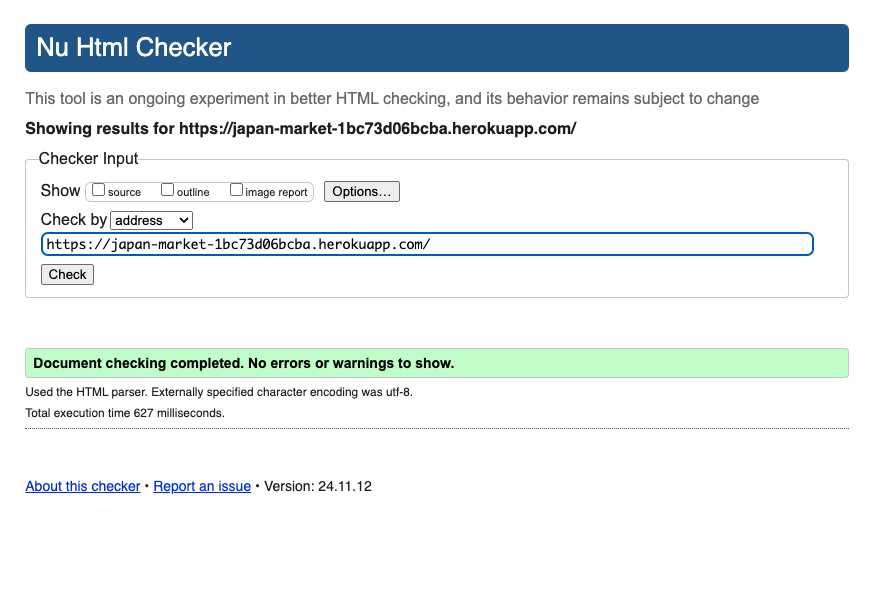 Nu Html Checker
This tool is an ongoing experiment in better HTML checking, and its behavior remains subject to change
Showing results for https://japan-market-1bc73d06bcba.herokuapp.com/
Checker Input
Show source outline image report Options…
Check by address
https://japan-market-1bc73d06bcba.herokuapp.com/
Check
Document checking completed. No errors or warnings to show.
Used the HTML parser. Externally specified character encoding was utf-8.
Total execution time 627 milliseconds.
About this checker • Report an issue • Version: 24.11.12